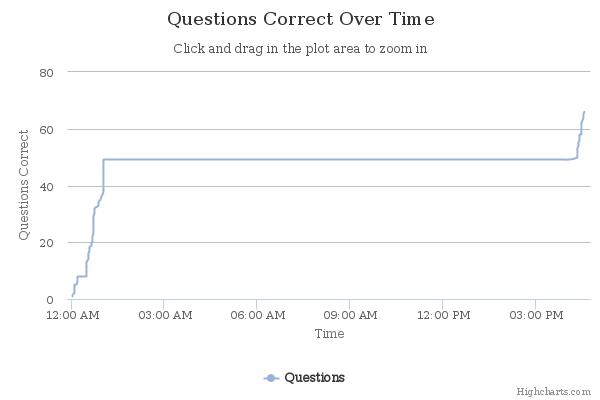 Questions Correct Over Time
Click and drag in the plot area to zoom in
Questions Correct
80
60
40
20
0
12:00 AM 03:00 AM 06:00 AM 09:00 AM 12:00 PM 03:00 PM
Time
Questions
Highcharts.com